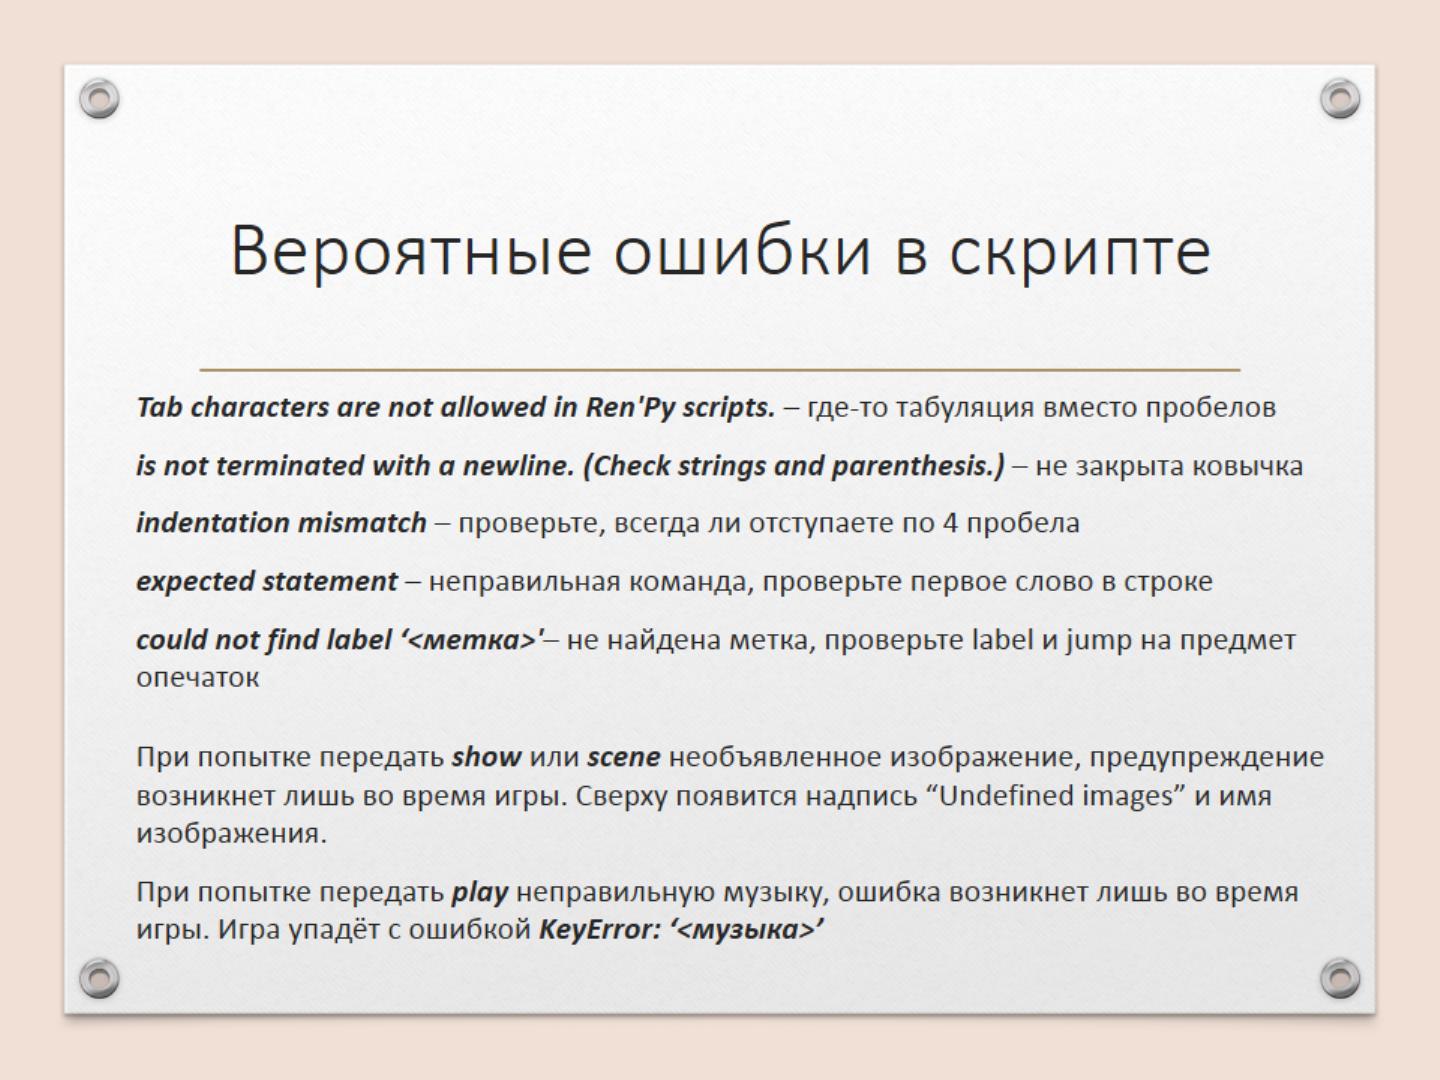 Вероятные ошибки в скрипте
Tab characters are not allowed in Ren'Py scripts. – где-то табуляция вместо пробелов
is not terminated with a newline. (Check strings and parenthesis.) – не закрыта ковычка
indentation mismatch – проверьте, всегда ли отступаете по 4 пробела
expected statement – неправильная команда, проверьте первое слово в строке
could not find label ‘<метка>'– не найдена метка, проверьте label и jump на предмет
опечаток
При попытке передать show или scene необъявленное изображение, предупреждение
возникнет лишь во время игры. Сверху появится надпись “Undefined images” и имя
изображения.
При попытке передать play неправильную музыку, ошибка возникнет лишь во время
игры. Игра упадёт с ошибкой KeyError: ‘<музыка>’